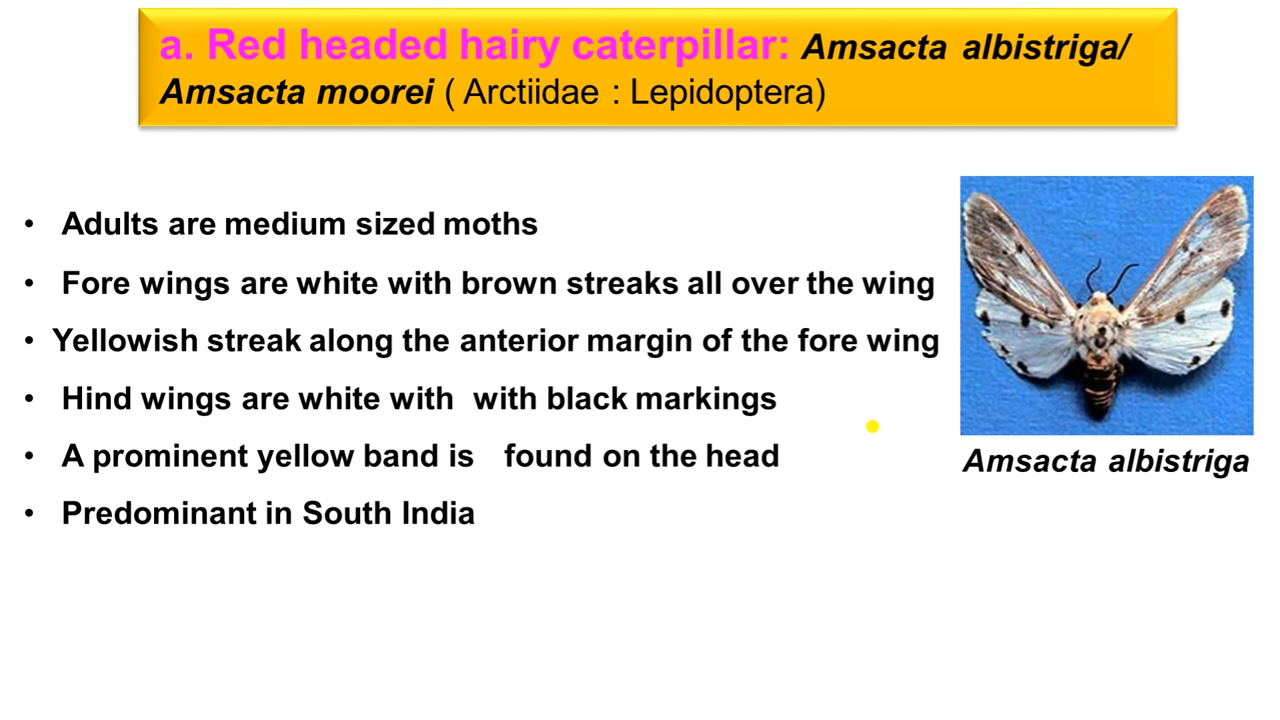 a. Red headed hairy caterpillar: Amsacta albistriga/
Amsacta moorei ( Arctiidae : Lepidoptera)
• Adults are medium sized moths
• Fore wings are white with brown streaks all over the wing
• Yellowish streak along the anterior margin of the fore wing
• Hind wings are white with with black markings
• A prominent yellow band is found on the head
• Predominant in South India
Amsacta albistriga